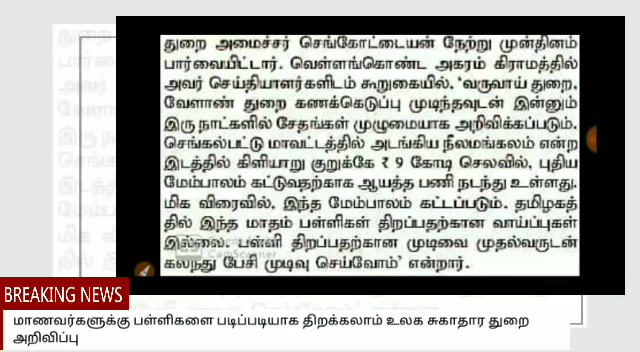 துறை அமைச்சர் செங்கோட்டையன் நேற்று முன்தினம்
பார்வையிட்டார். வெள்ளங்கொண்ட அகரம் கிராமத்தில்
அவர் செய்தியாளர்களிடம் கூறுகையில், 'வருவாய் துறை,
வேளாண் துறை கணக்கெடுப்பு முடிந்தவுடன் இன்னும்
இரு நாட்களில் சேதங்கள் முழுமையாக அறிவிக்கப்படும்.
செங்கல்பட்டு மாவட்டத்தில் அடங்கிய நீலமங்கலம் என்ற
இடத்தில் கிளியாறு குறுக்கே ₹ 9 கோடி செலவில், புதிய
மேம்பாலம் கட்டுவதற்காக ஆயத்த பணி நடந்து உள்ளது.
மிக விரைவில், இந்த மேம்பாலம் கட்டப்படும். தமிழகத்
தில் இந்த மாதம் பள்ளிகள் திறப்பதற்கான வாய்ப்புகள்
இல்லை. பள்ளி திறப்பதற்கான முடிவை முதல்வருடன்
கலந்து பேசி முடிவு செய்வோம்' என்றார்.
CS
CamScanner
BREAKING NEWS
மாணவர்களுக்கு பள்ளிகளை படிப்படியாக திறக்கலாம் உலக சுகாதார துறை
அறிவிப்பு